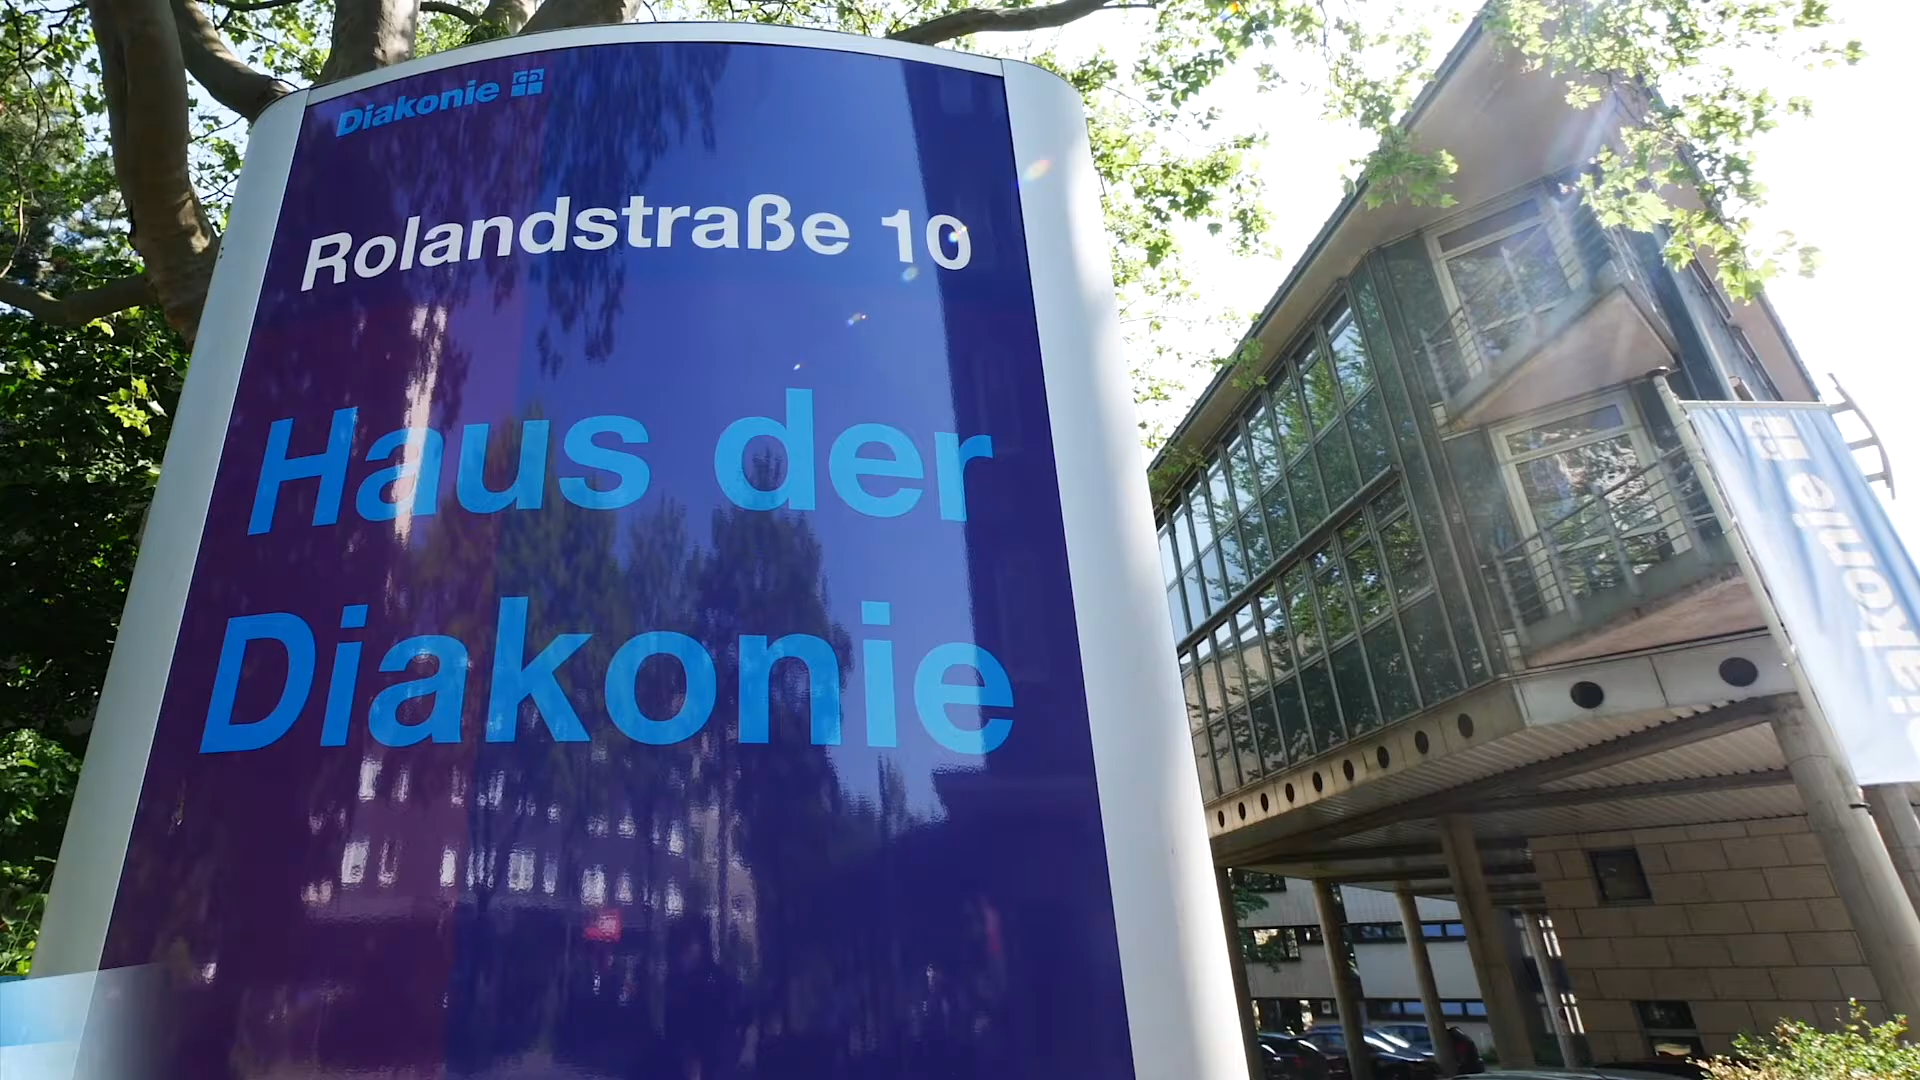 Diakonie
Rolandstraße 10
Haus der
Diakonie
Diakonie